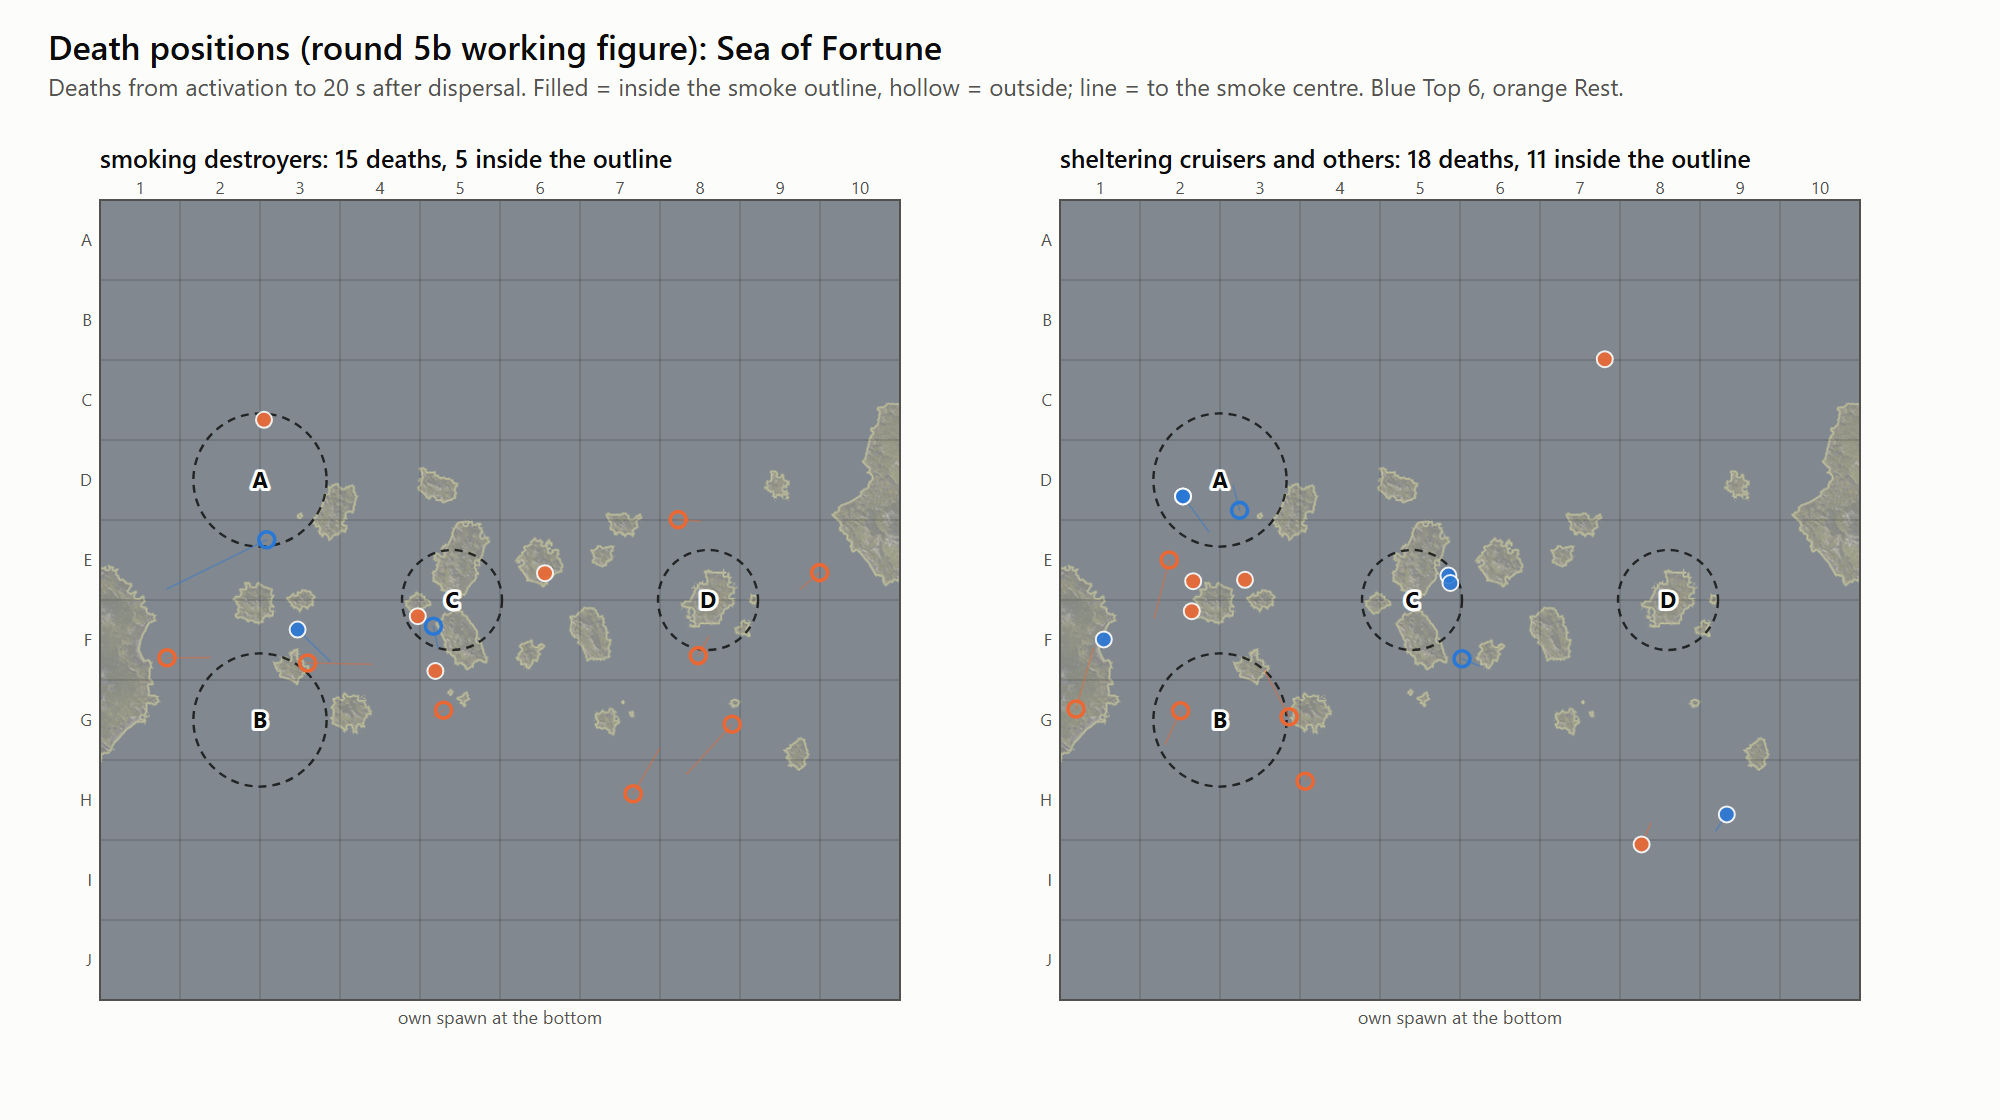 Death positions (round 5b working figure): Sea of Fortune
Deaths from activation to 20 s after dispersal. Filled = inside the smoke outline, hollow = outside; line = to the smoke centre. Blue Top 6, orange Rest.
smoking destroyers: 15 deaths, 5 inside the outline
1 2 3 4 5 6 7 8 9 10
A
B
C
D
A
E
C
D
F
G
B
H
I
J
own spawn at the bottom
sheltering cruisers and others: 18 deaths, 11 inside the outline
1 2 3 4 5 6 7 8 9 10
A
B
C
D
A
E
C
D
F
G
B
H
I
J
own spawn at the bottom